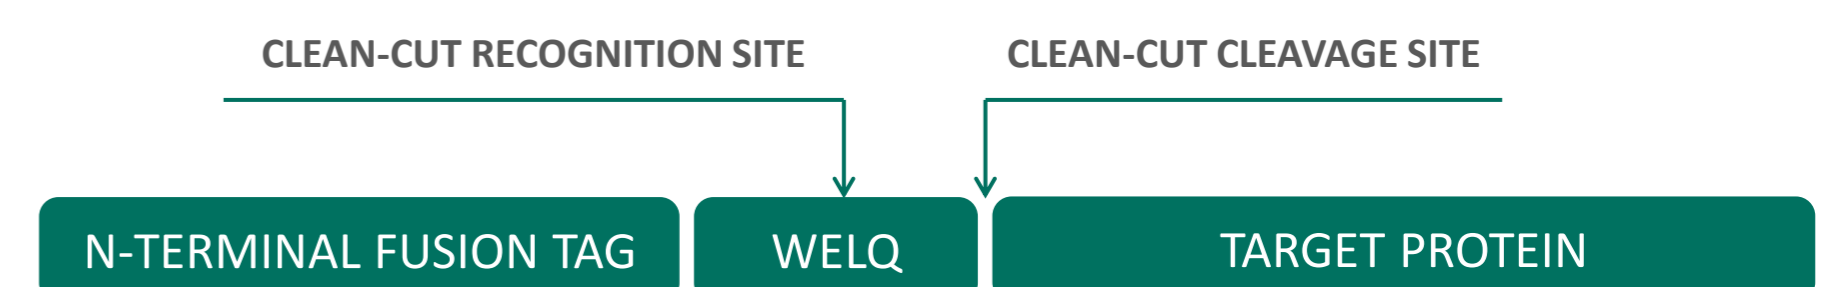 CLEAN-CUT RECOGNITION SITE
CLEAN-CUT CLEAVAGE SITE
N-TERMINAL FUSION TAG
WELQ
TARGET PROTEIN